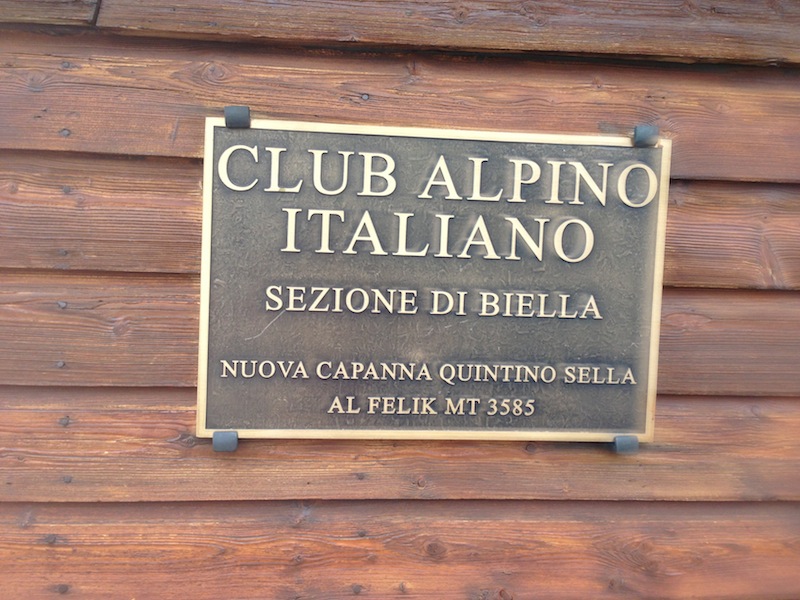 CLUB ALPINO
ITALIANO
SEZIONE DI BIELLA
NUOVA CAPANNA QUINTINO SELLA
AL FELIK MT 3585